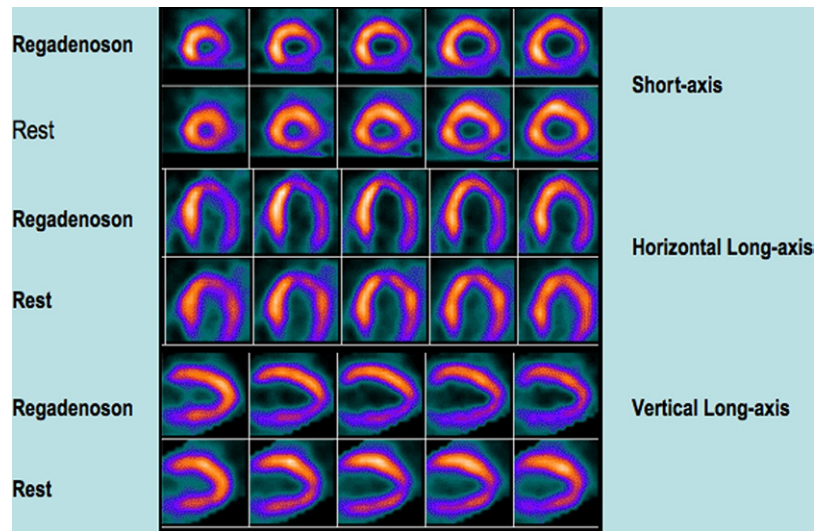 Regadenoson
Short-axis
Rest
Regadenoson
Horizontal Long-axis
Rest
Regadenoson
Vertical Long-axis
Rest